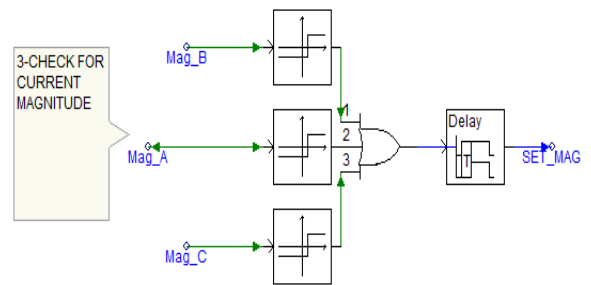 3-CHECK FOR
CURRENT
MAGNITUDE
Mag_B
Mag_A
Mag_C
1
2
3
Delay
T
SET_MAG